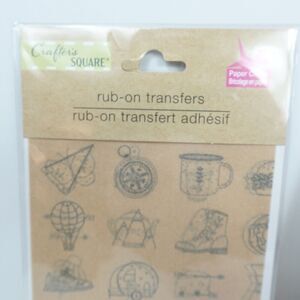 Crafter's
SQUARE
rub-on transfers
rub-on transfert adhésif
Paper